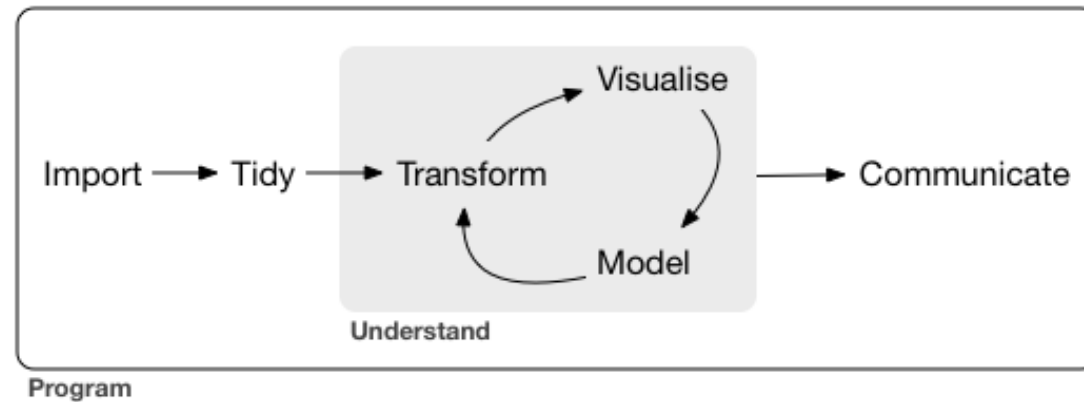 Visualise
Import
Tidy
Transform
Communicate
Model
Understand
Program